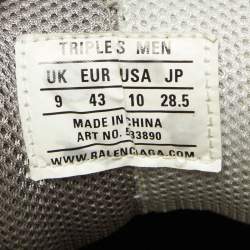 TRIPLE S MEN
UK EUR USA JP
9 43 10 28.5
MADE IN CHINA
ART NO. 533890
WWW.BALENCIAGA.COM